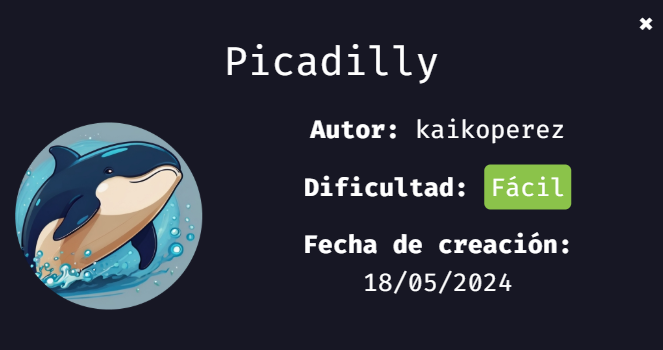 ✖
Picadilly
Autor: kaikoperez
Dificultad: Fácil
Fecha de creación:
18/05/2024